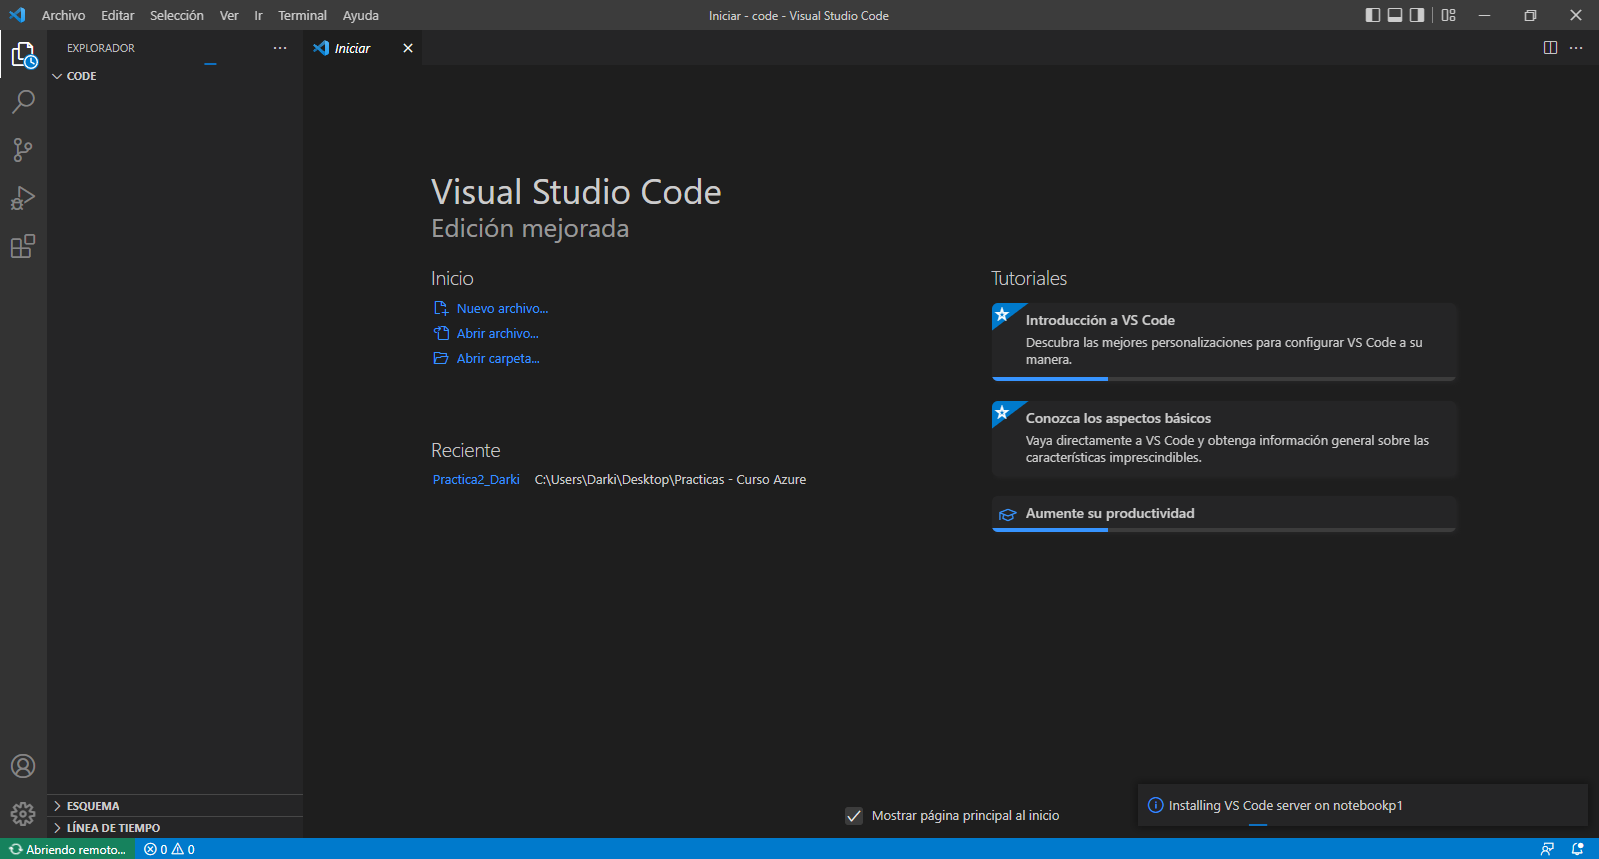 Archivo Editar Selección Ver Ir Terminal Ayuda
Iniciar - code - Visual Studio Code
EXPLORADOR
Iniciar
CODE
Visual Studio Code
Edición mejorada
Inicio
Nuevo archivo...
Abrir archivo...
Abrir carpeta...
Reciente
Practica2_Darki C:\Users\Darki\Desktop\Practicas - Curso Azure
Tutoriales
Introducción a VS Code
Descubra las mejores personalizaciones para configurar VS Code a su
manera.
Conozca los aspectos básicos
Vaya directamente a VS Code y obtenga información general sobre las
características imprescindibles.
Aumente su productividad
ESQUEMA
LÍNEA DE TIEMPO
Mostrar página principal al inicio
Installing VS Code server on notebookp1
Abriendo remoto... 0 0